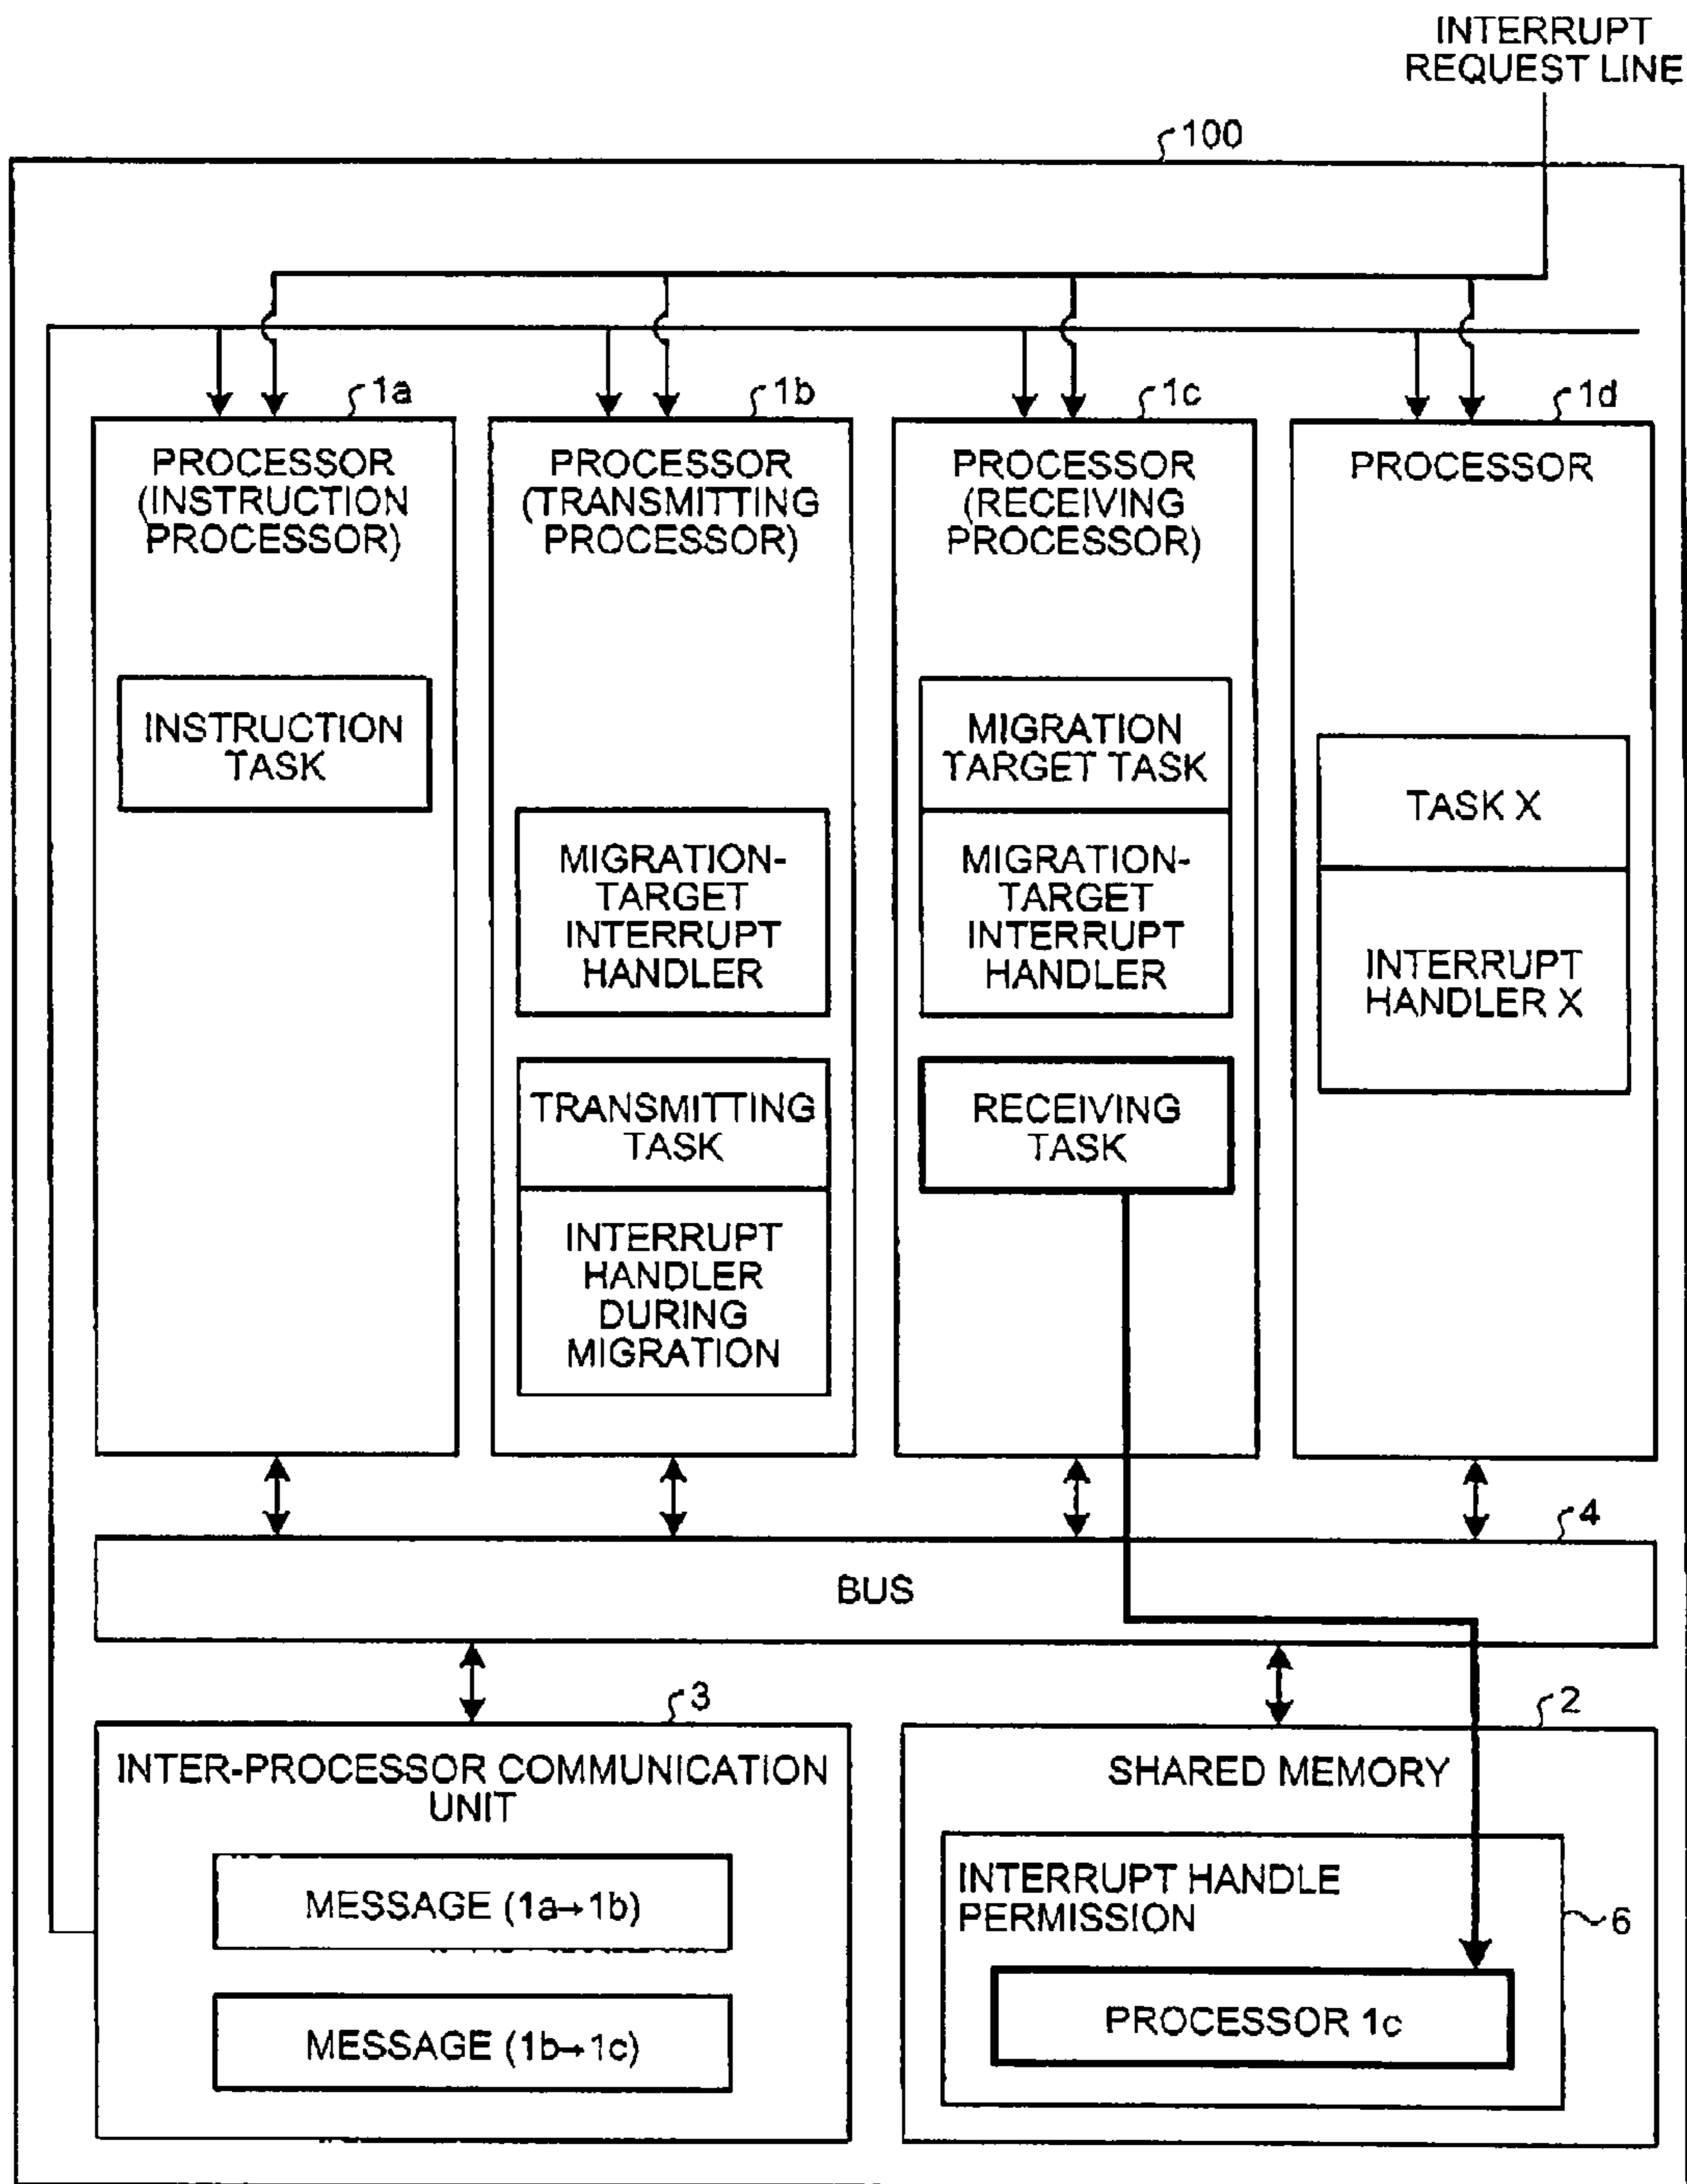 INTERRUPT
REQUEST LINE
100
1a
1b
1c
1d
PROCESSOR
(INSTRUCTION
PROCESSOR)
PROCESSOR
(TRANSMITTING
PROCESSOR)
PROCESSOR
(RECEIVING
PROCESSOR)
PROCESSOR
INSTRUCTION
TASK
MIGRATION-
TARGET
INTERRUPT
HANDLER
TRANSMITTING
TASK
INTERRUPT
HANDLER
DURING
MIGRATION
MIGRATION
TARGET TASK
MIGRATION-
TARGET
INTERRUPT
HANDLER
RECEIVING
TASK
TASK X
INTERRUPT
HANDLER X
4
BUS
3
INTER-PROCESSOR COMMUNICATION
UNIT
MESSAGE (1a→1b)
MESSAGE (1b→1c)
2
SHARED MEMORY
INTERRUPT HANDLE
PERMISSION
6
PROCESSOR 1c